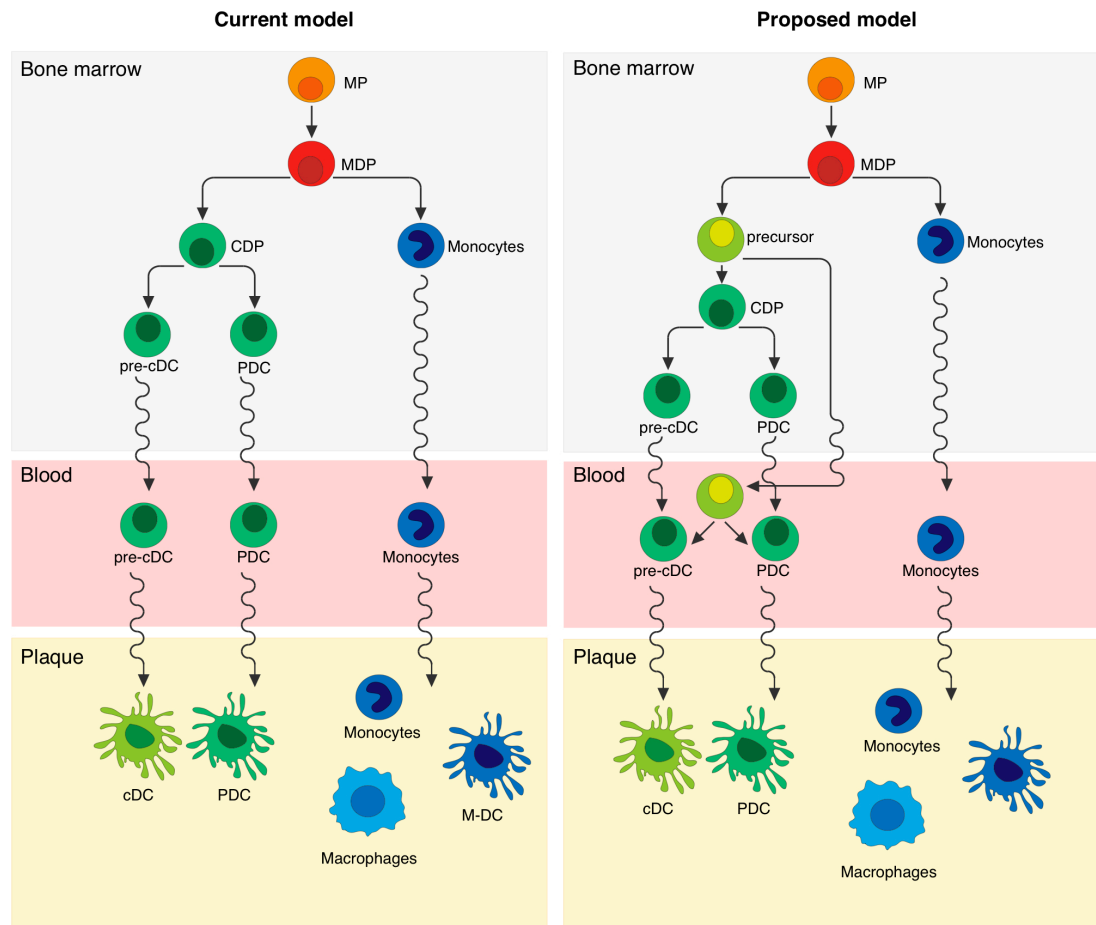 Current model
Bone marrow
MP
MDP
CDP
Monocytes
pre-cDC
PDC
Blood
pre-cDC
PDC
Monocytes
Plaque
Monocytes
cDC
PDC
M-DC
Macrophages
Proposed model
Bone marrow
MP
MDP
precursor
Monocytes
CDP
pre-cDC
PDC
Blood
pre-cDC
PDC
Monocytes
Plaque
Monocytes
cDC
PDC
Macrophages